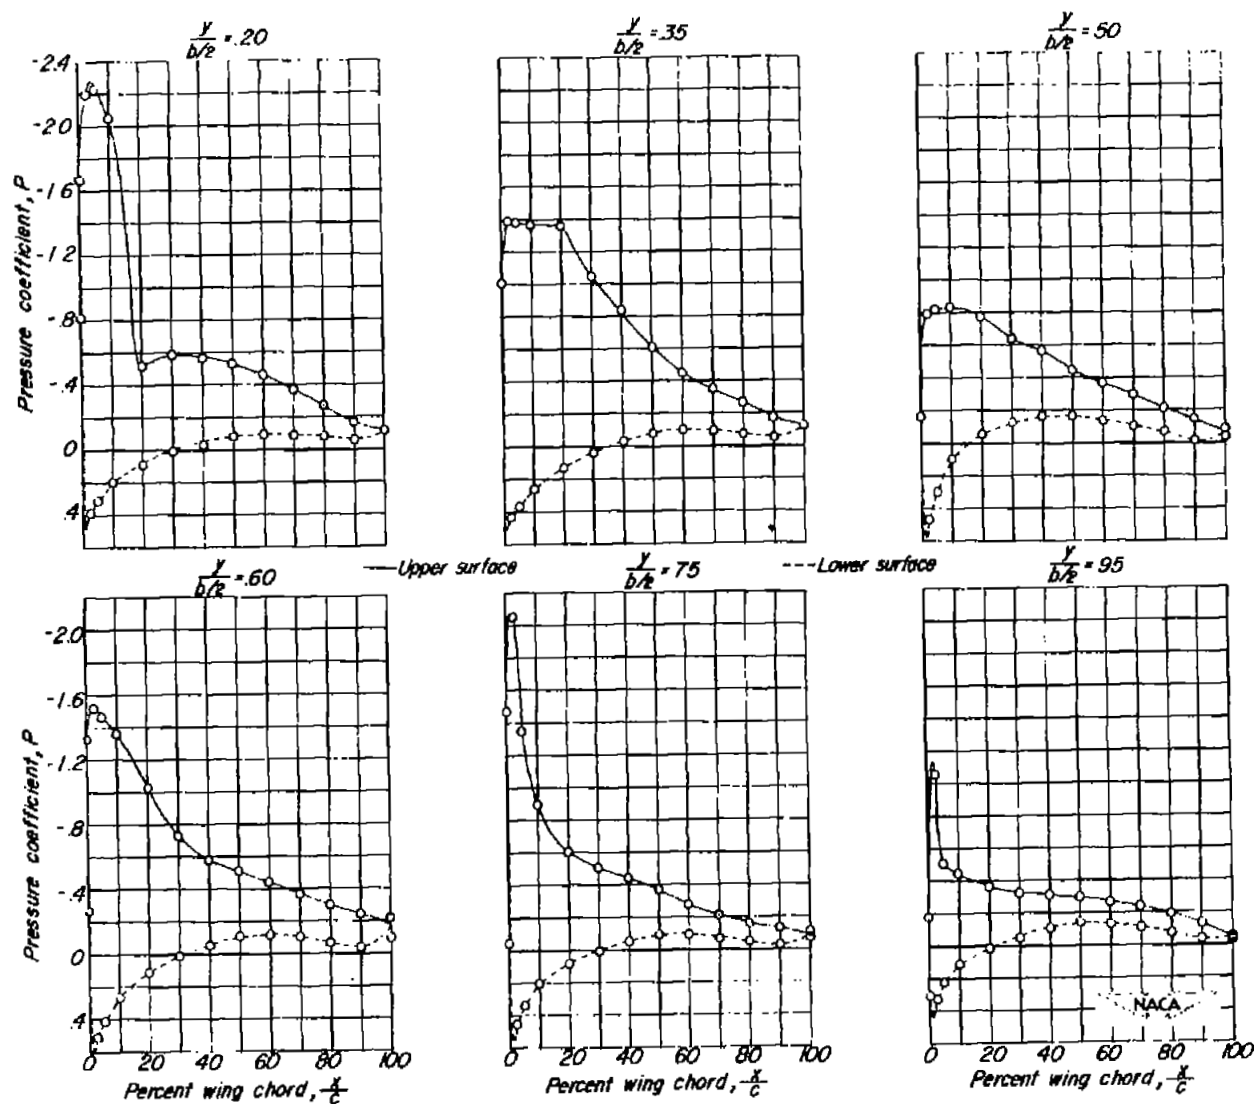 y/b/2 = .20
y/b/2 = .35
y/b/2 = .50
-2.4
-2.0
-1.6
-1.2
-.8
-.4
0
.4
Pressure coefficient, P
Upper surface
Lower surface
y/b/2 = .60
y/b/2 = .75
y/b/2 = .95
-2.0
-1.6
-1.2
-.8
-.4
0
.4
Pressure coefficient, P
NACA
0 20 40 60 80 100
0 20 40 60 80 100
0 20 40 60 80 100
Percent wing chord, x/c
Percent wing chord, x/c
Percent wing chord, x/c